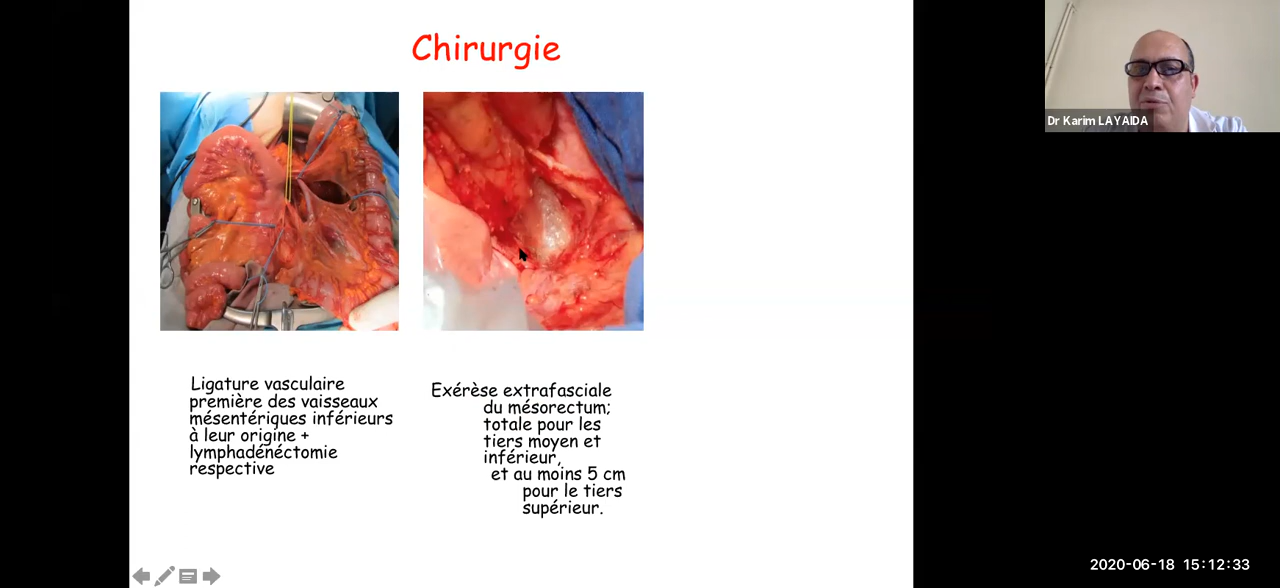 Chirurgie
Dr Karim LAYAIDA
Ligature vasculaire
première des vaisseaux
mésentériques inférieurs
à leur origine +
lymphadénéctomie
respective
Exérèse extrafasciale
du mésorectum;
totale pour les
tiers moyen et
inférieur,
et au moins 5 cm
pour le tiers
supérieur.
2020-06-18 15:12:33